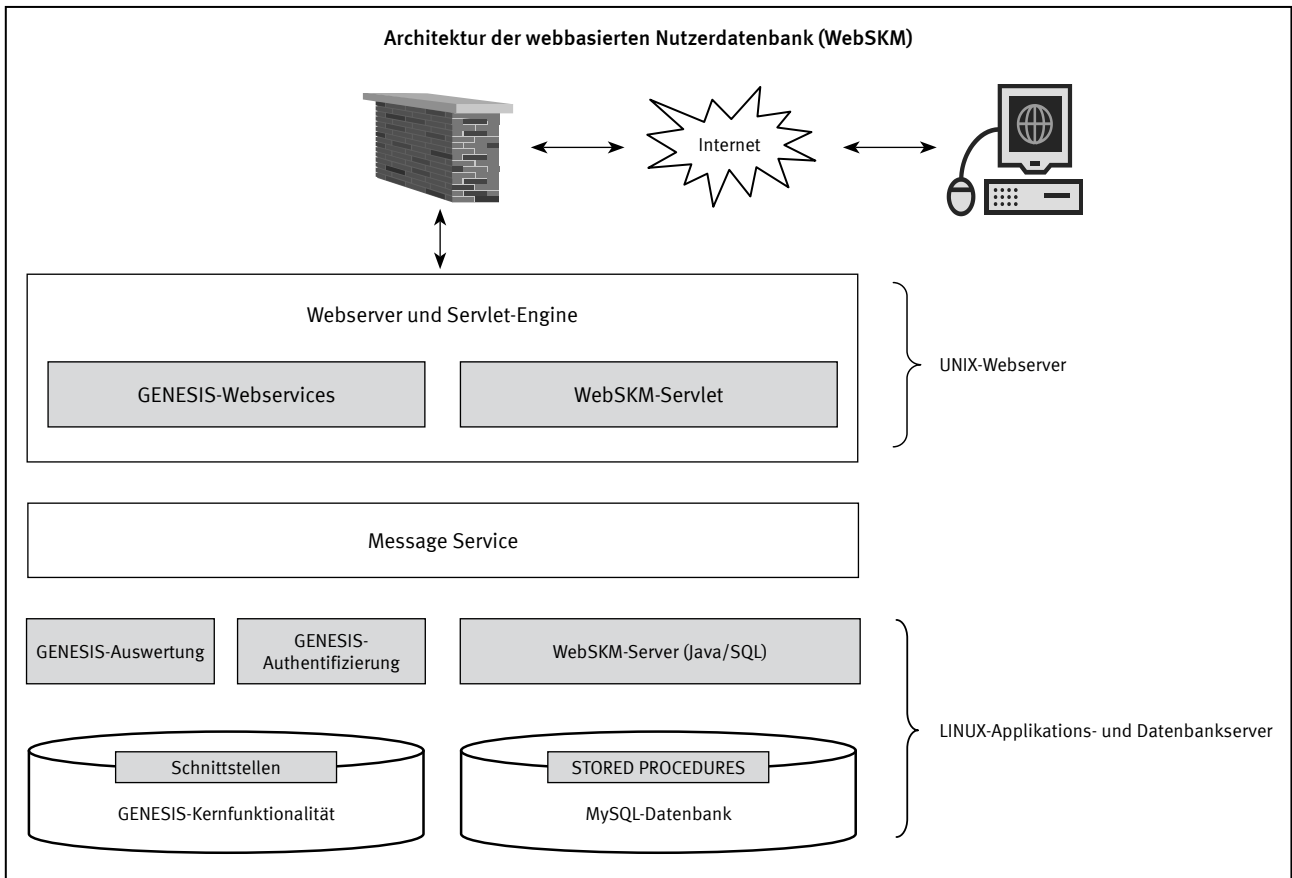 Architektur der webbasierten Nutzerdatenbank (WebSKM)
Internet
Webserver und Servlet-Engine
GENESIS-Webservices
WebSKM-Servlet
UNIX-Webserver
Message Service
GENESIS-Auswertung
GENESIS-
Authentifizierung
WebSKM-Server (Java/SQL)
LINUX-Applikations- und Datenbankserver
Schnittstellen
GENESIS-Kernfunktionalität
STORED PROCEDURES
MySQL-Datenbank